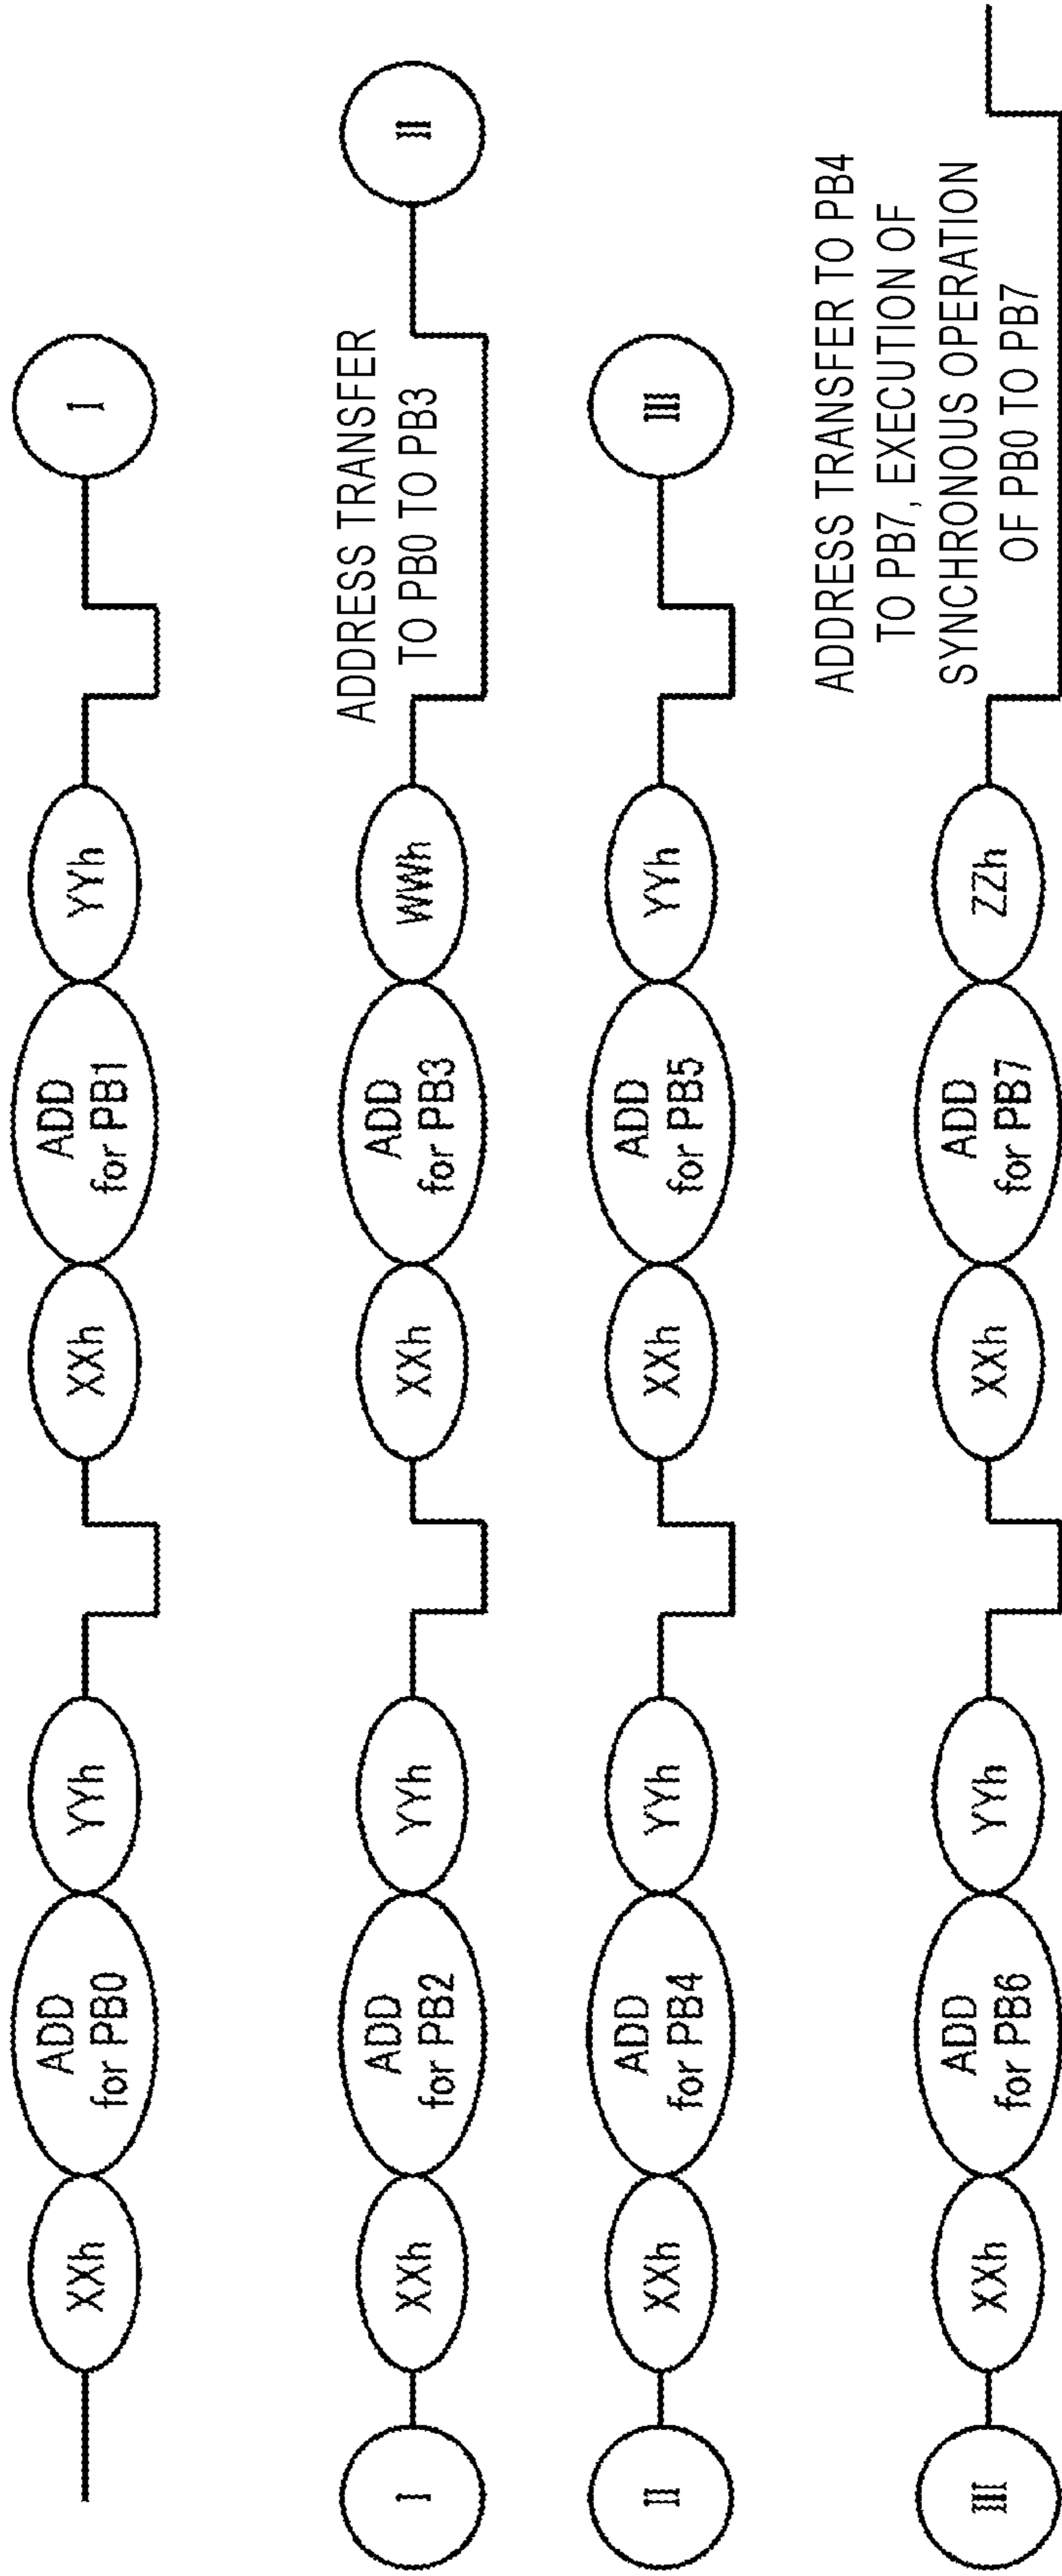 XXh
ADD
for PB0
YYh
XXh
ADD
for PB1
YYh
I
I
XXh
ADD
for PB2
YYh
XXh
ADD
for PB3
WWh
ADDRESS TRANSFER
TO PB0 TO PB3
II
II
XXh
ADD
for PB4
YYh
XXh
ADD
for PB5
YYh
III
III
XXh
ADD
for PB6
YYh
XXh
ADD
for PB7
ZZh
ADDRESS TRANSFER TO PB4
TO PB7, EXECUTION OF
SYNCHRONOUS OPERATION
OF PB0 TO PB7